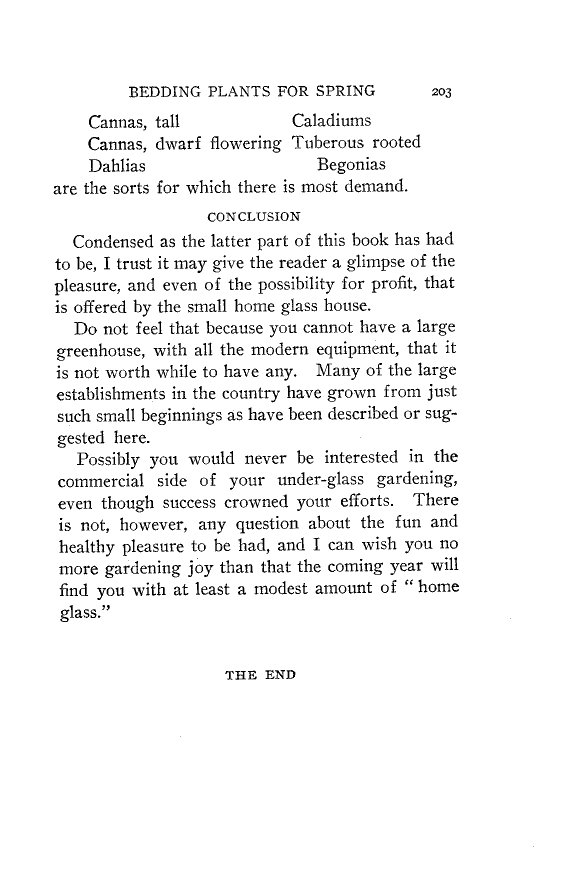 BEDDING PLANTS FOR SPRING 203
Cannas, tall Caladiums
Cannas, dwarf flowering Tuberous rooted
Dahlias Begonias
are the sorts for which there is most demand.
CONCLUSION
Condensed as the latter part of this book has had
to be, I trust it may give the reader a glimpse of the
pleasure, and even of the possibility for profit, that
is offered by the small home glass house.
Do not feel that because you cannot have a large
greenhouse, with all the modern equipment, that it
is not worth while to have any. Many of the large
establishments in the country have grown from just
such small beginnings as have been described or sug-
gested here.
Possibly you would never be interested in the
commercial side of your under-glass gardening,
even though success crowned your efforts. There
is not, however, any question about the fun and
healthy pleasure to be had, and I can wish you no
more gardening joy than that the coming year will
find you with at least a modest amount of “home
glass.”
THE END